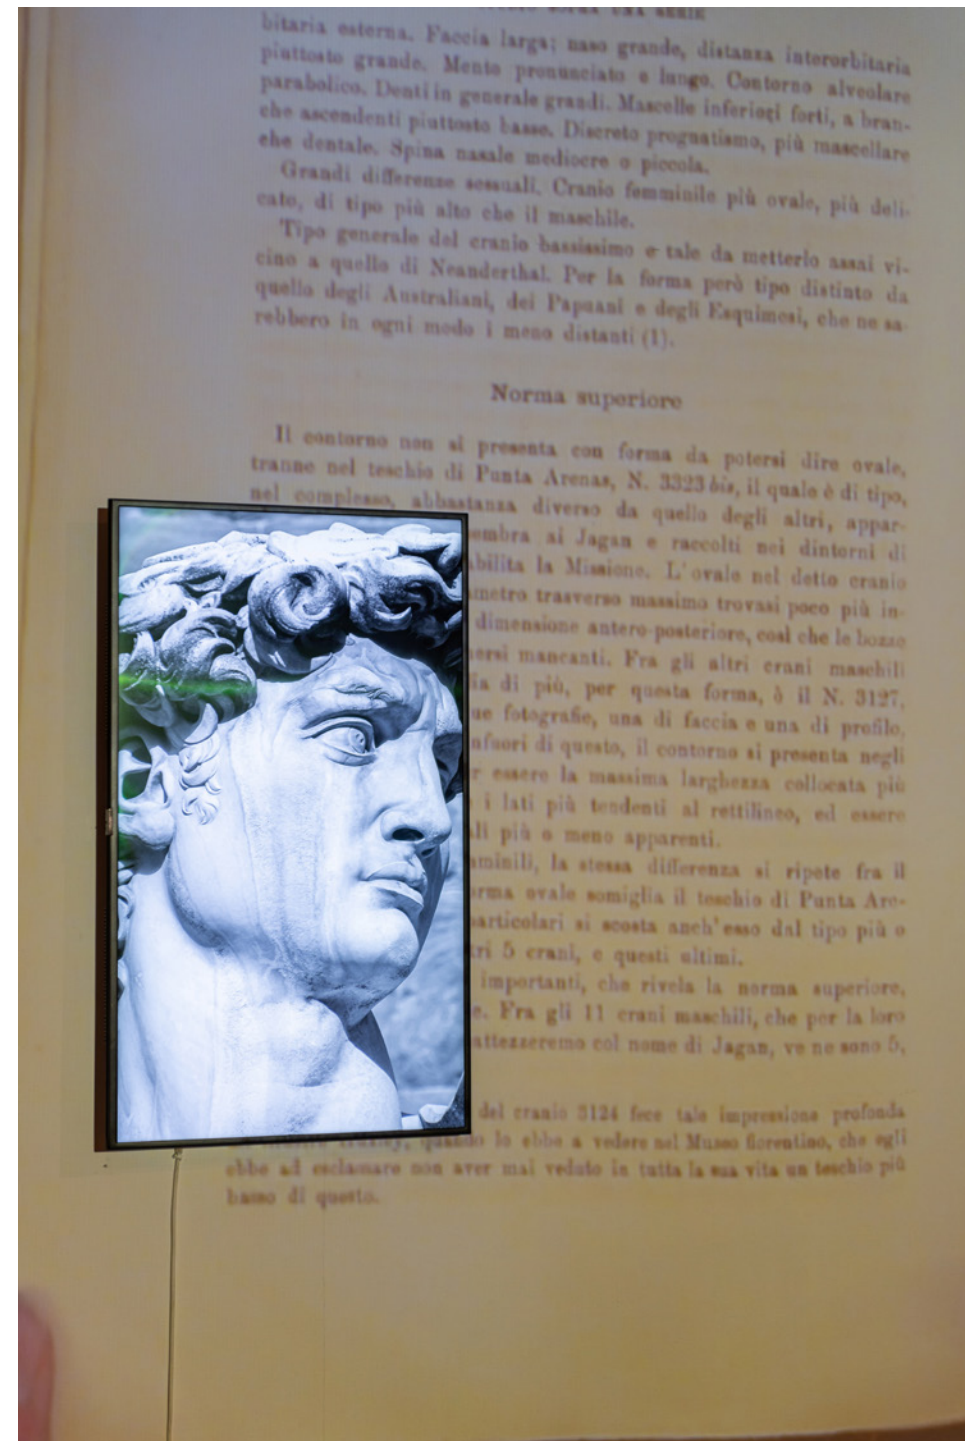 bitaria esterna. Faccia larga; naso grande, distanza interorbitaria
piuttosto grande. Mento pronunciato e lungo. Contorno alveolare
parabolico. Denti in generale grandi. Mascelle inferiori forti, a bran-
che ascendenti piuttosto basse. Discreto prognatismo, più mascellare
che dentale. Spina nasale mediocre o piccola.
Grandi differenze sessuali. Cranio femminile più ovale, più deli-
cato, di tipo più alto che il maschile.
Tipo generale del cranio bassissimo e tale da metterlo assai vi-
cino a quello di Neanderthal. Per la forma però tipo distinto da
quello degli Australiani, dei Papuani e degli Esquimesi, che ne sa-
rebbero in ogni modo i meno distanti (1).
Norma superiore
Il contorno non si presenta con forma da potersi dire ovale,
tranne nel teschio di Punta Arenas, N. 3323 bis, il quale è di tipo,
nel complesso, abbastanza diverso da quello degli altri, appar-
sembra ai Jagan e raccolti nei dintorni di
abilita la Missione. L'ovale nel detto cranio
ametro trasverso massimo trovasi poco più in-
dimensione antero-posteriore, così che le bozze
ersi mancanti. Fra gli altri crani maschili
lia di più, per questa forma, è il N. 3127,
ue fotografie, una di faccia e una di profilo,
nfuori di questo, il contorno si presenta negli
r essere la massima larghezza collocata più
i lati più tendenti al rettilineo, ed essere
li più o meno apparenti.
minili, la stessa differenza si ripete fra il
orma ovale somiglia il teschio di Punta Are-
particolari si scosta anch'esso dal tipo più o
tri 5 crani, e questi ultimi.
importanti, che rivela la norma superiore,
e. Fra gli 11 crani maschili, che per la loro
attezzeremo col nome di Jagan, ve ne sono 5,
del cranio 3124 fece tale impressione profonda
quando lo ebbe a vedere nel Museo fiorentino, che egli
ebbe ad esclamare non aver mai veduto in tutta la sua vita un teschio più
basso di questo.